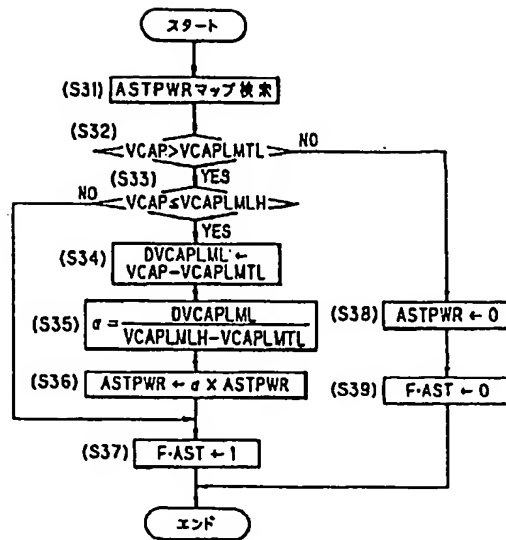 スタート
(S31) ASTPWRマップ検索
(S32)
VCAP>VCAPLMTL NO
(S33) YES
NO VCAP≤VCAPLMLH
YES
(S34) DVCAPLML←
VCAP-VCAPLMTL
(S35) α= DVCAPLML
VCAPLMLH-VCAPLMTL
(S38) ASTPWR ← 0
(S36) ASTPWR ← α X ASTPWR
(S39) F·AST ← 0
(S37) F·AST ← 1
エンド